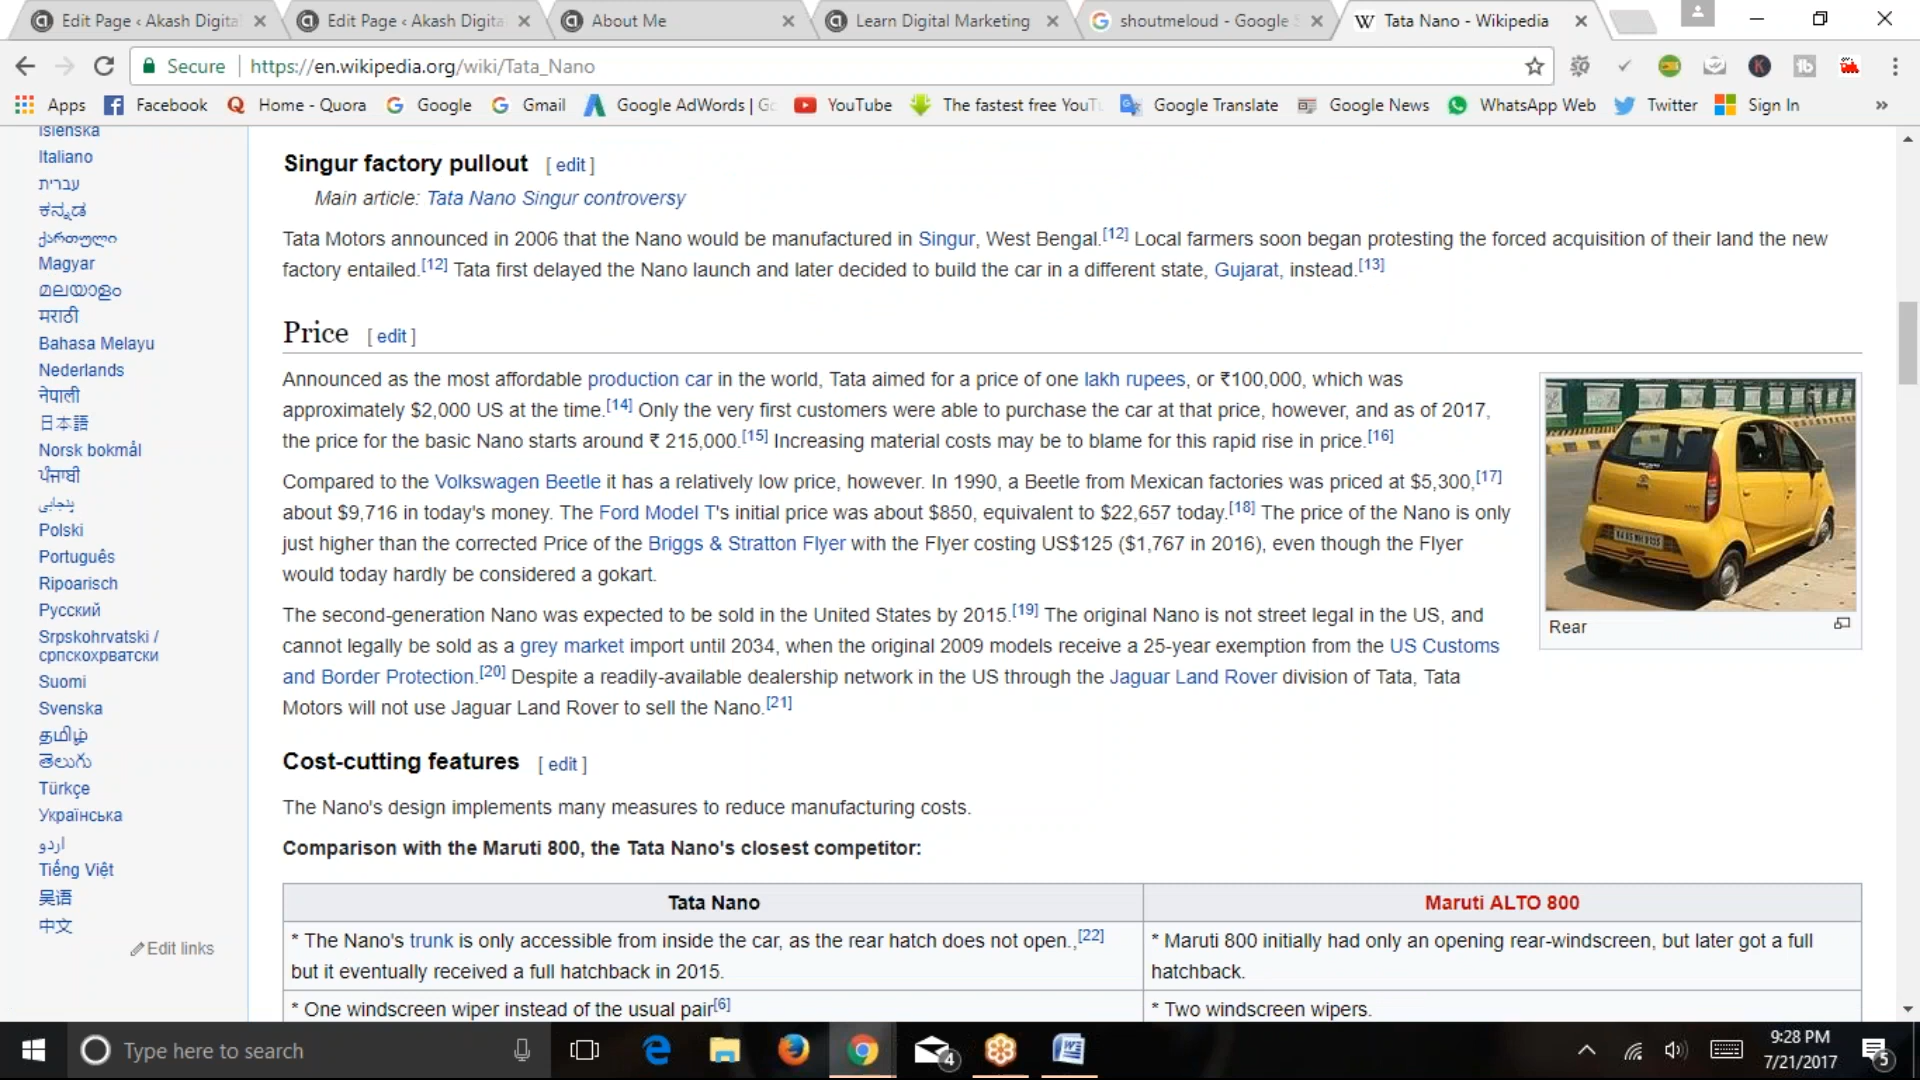 Edit Page ‹ Akash Digita
Edit Page ‹ Akash Digita
About Me
Learn Digital Marketing
shoutmeloud - Google S
Tata Nano - Wikipedia
Secure
https://en.wikipedia.org/wiki/Tata_Nano
Apps
Facebook
Home - Quora
Google
Gmail
Google AdWords | Go
YouTube
The fastest free YouTu
Google Translate
Google News
WhatsApp Web
Twitter
Sign In
»
Íslenska
Italiano
עברית
ಕನ್ನಡ
ქართული
Magyar
മലയാളം
मराठी
Bahasa Melayu
Nederlands
नेपाली
日本語
Norsk bokmål
ਪੰਜਾਬੀ
پنجابی
Polski
Português
Ripoarisch
Русский
Srpskohrvatski /
српскохрватски
Suomi
Svenska
தமிழ்
తెలుగు
Türkçe
Українська
اردو
Tiếng Việt
吴语
中文
Edit links
Singur factory pullout [ edit ]
Main article: Tata Nano Singur controversy
Tata Motors announced in 2006 that the Nano would be manufactured in Singur, West Bengal.[12] Local farmers soon began protesting the forced acquisition of their land the new
factory entailed.[12] Tata first delayed the Nano launch and later decided to build the car in a different state, Gujarat, instead.[13]
Price [ edit ]
Announced as the most affordable production car in the world, Tata aimed for a price of one lakh rupees, or ₹100,000, which was
approximately $2,000 US at the time.[14] Only the very first customers were able to purchase the car at that price, however, and as of 2017,
the price for the basic Nano starts around ₹ 215,000.[15] Increasing material costs may be to blame for this rapid rise in price.[16]
Compared to the Volkswagen Beetle it has a relatively low price, however. In 1990, a Beetle from Mexican factories was priced at $5,300,[17]
about $9,716 in today's money. The Ford Model T's initial price was about $850, equivalent to $22,657 today.[18] The price of the Nano is only
just higher than the corrected Price of the Briggs & Stratton Flyer with the Flyer costing US$125 ($1,767 in 2016), even though the Flyer
would today hardly be considered a gokart.
The second-generation Nano was expected to be sold in the United States by 2015.[19] The original Nano is not street legal in the US, and
cannot legally be sold as a grey market import until 2034, when the original 2009 models receive a 25-year exemption from the US Customs
and Border Protection.[20] Despite a readily-available dealership network in the US through the Jaguar Land Rover division of Tata, Tata
Motors will not use Jaguar Land Rover to sell the Nano.[21]
Rear
Cost-cutting features [ edit ]
The Nano's design implements many measures to reduce manufacturing costs.
Comparison with the Maruti 800, the Tata Nano's closest competitor:
Tata Nano
Maruti ALTO 800
* The Nano's trunk is only accessible from inside the car, as the rear hatch does not open.,[22]
but it eventually received a full hatchback in 2015.
* Maruti 800 initially had only an opening rear-windscreen, but later got a full
hatchback.
* One windscreen wiper instead of the usual pair[6]
* Two windscreen wipers.
Type here to search
4
9:28 PM
7/21/2017
5